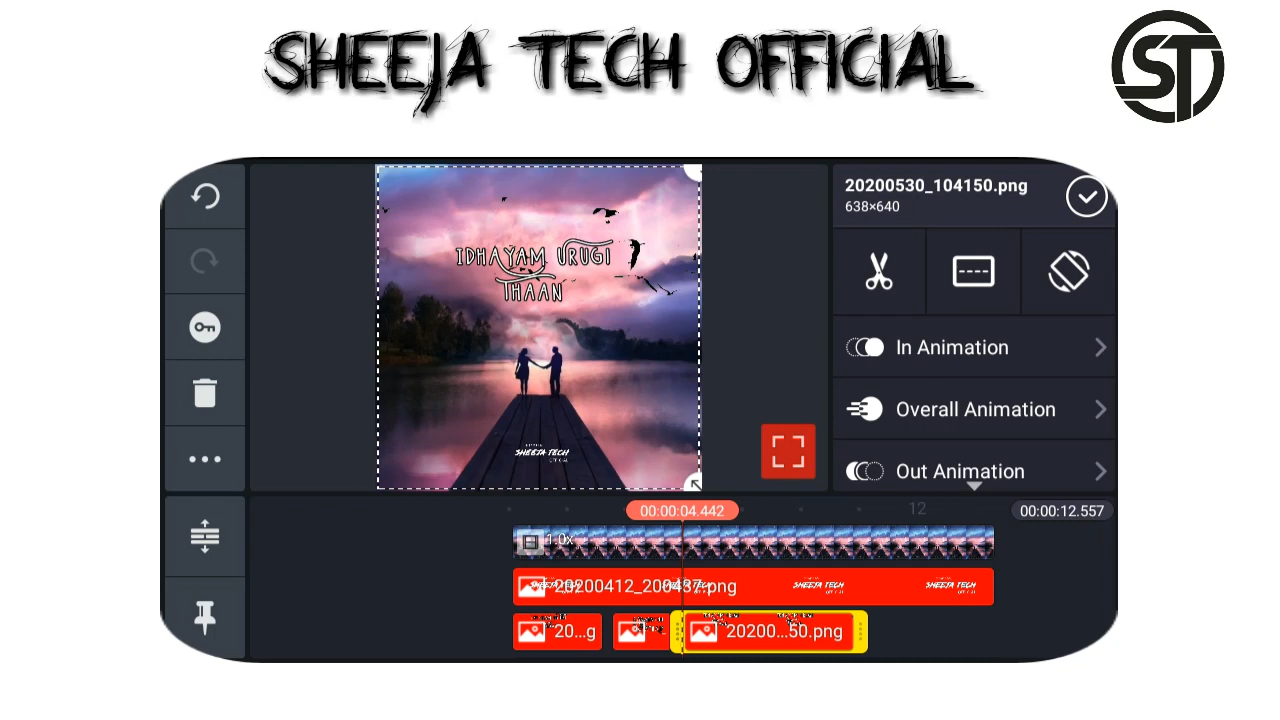 SHEEJA TECH OFFICIAL
ST
20200530_104150.png
638×640
IDHAYAM URUGI
THAAN
SHEEJA TECH
OFFICIAL
In Animation
Overall Animation
Out Animation
00:00:04.442
12
00:00:12.557
1.0x
20200412_200437.png
SHEEJA TECH
SHEEJA TECH
20...g
20200...50.png